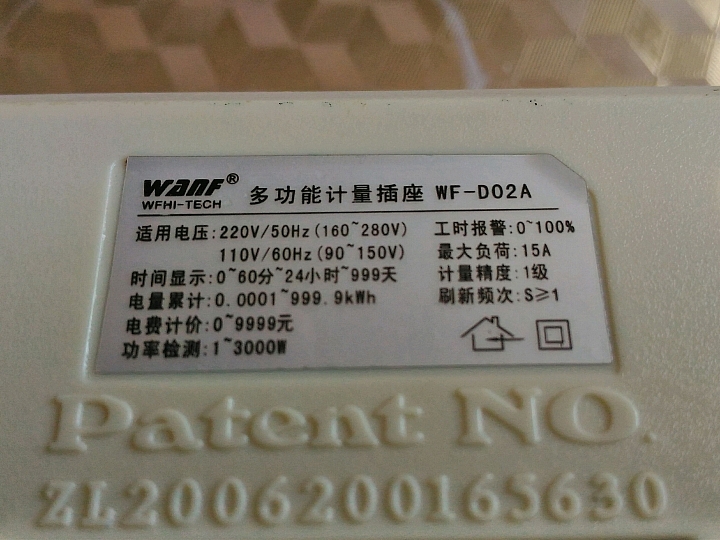 WANF®
WFHI-TECH
多功能计量插座 WF-D02A
适用电压:220V/50Hz(160~280V)
110V/60Hz(90~150V)
时间显示:0~60分~24小时~999天
电量累计:0.0001~999.9kWh
电费计价:0~9999元
功率检测:1~3000W
工时报警:0~100%
最大负荷:15A
计量精度:1级
刷新频次:S≥1
Patent NO.
ZL2006200165630